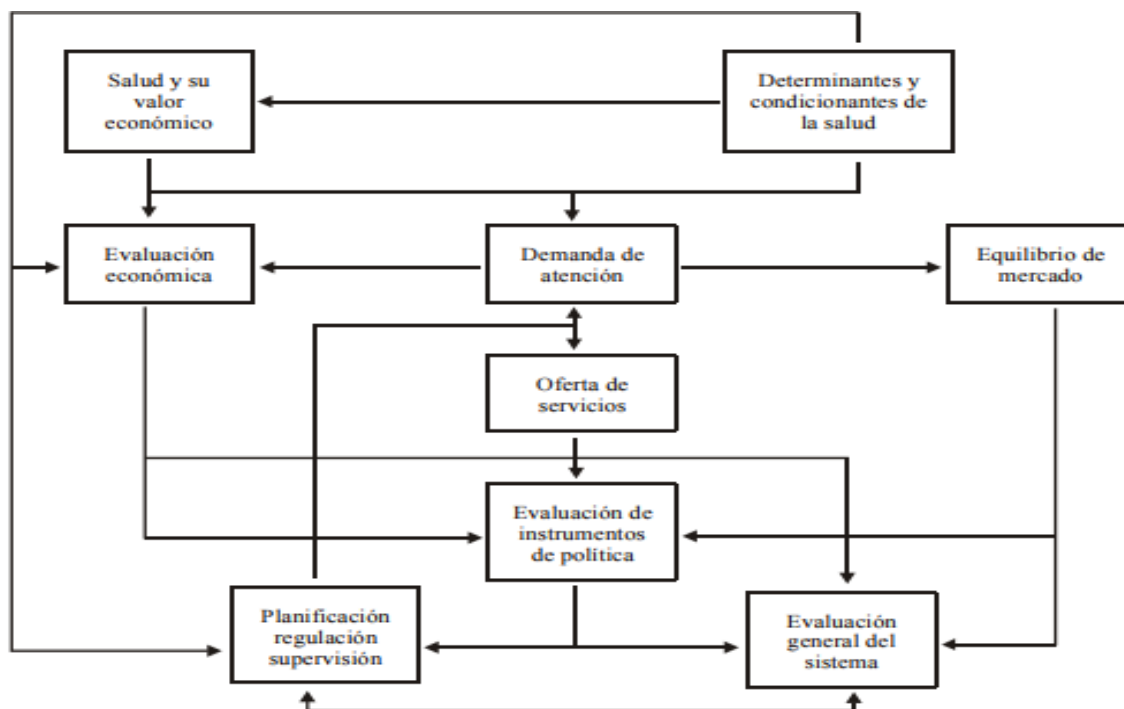 Salud y su
valor
económico
Determinantes y
condicionantes de
la salud
Evaluación
económica
Demanda de
atención
Equilibrio de
mercado
Oferta de
servicios
Evaluación de
instrumentos
de política
Planificación
regulación
supervisión
Evaluación
general del
sistema